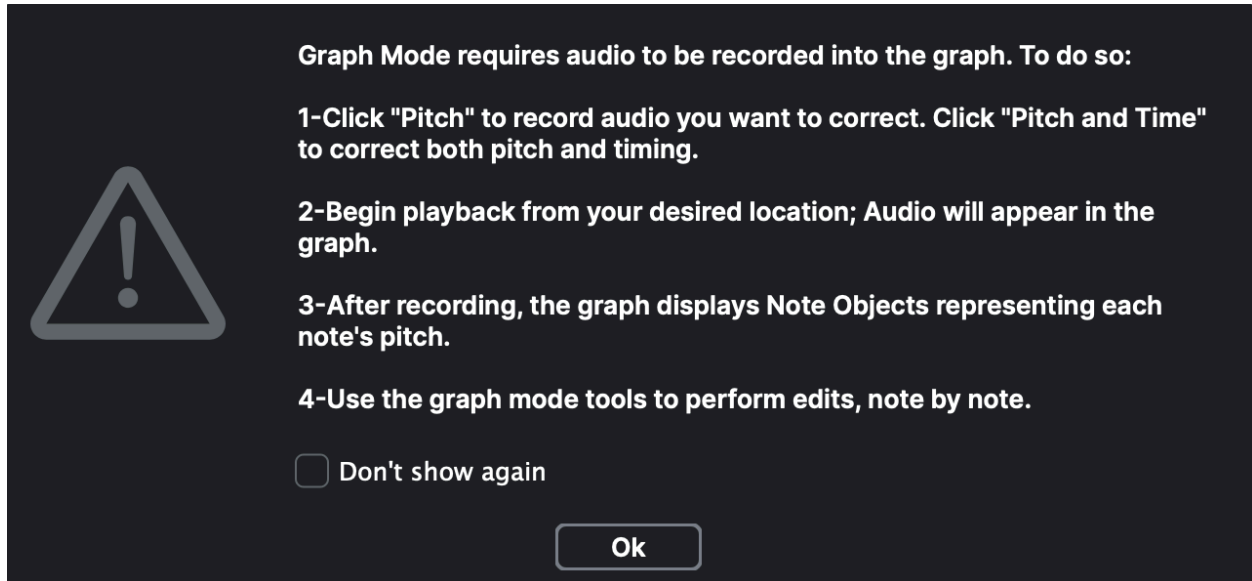 Graph Mode requires audio to be recorded into the graph. To do so:
1-Click "Pitch" to record audio you want to correct. Click "Pitch and Time"
to correct both pitch and timing.
2-Begin playback from your desired location; Audio will appear in the
graph.
3-After recording, the graph displays Note Objects representing each
note's pitch.
4-Use the graph mode tools to perform edits, note by note.
Don't show again
Ok